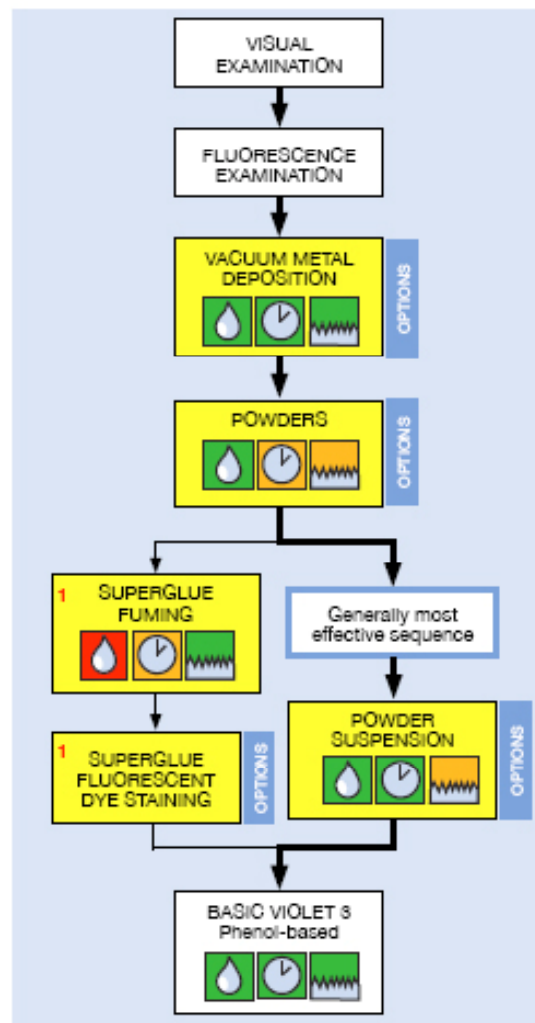 VISUAL
EXAMINATION
FLUORESCENCE
EXAMINATION
VACUUM METAL
DEPOSITION
OPTIONS
POWDERS
OPTIONS
1
SUPERGLUE
FUMING
Generally most
effective sequence
1
SUPERGLUE
FLUORESCENT
DYE STAINING
OPTIONS
POWDER
SUSPENSION
OPTIONS
BASIC VIOLET 3
Phenol-based